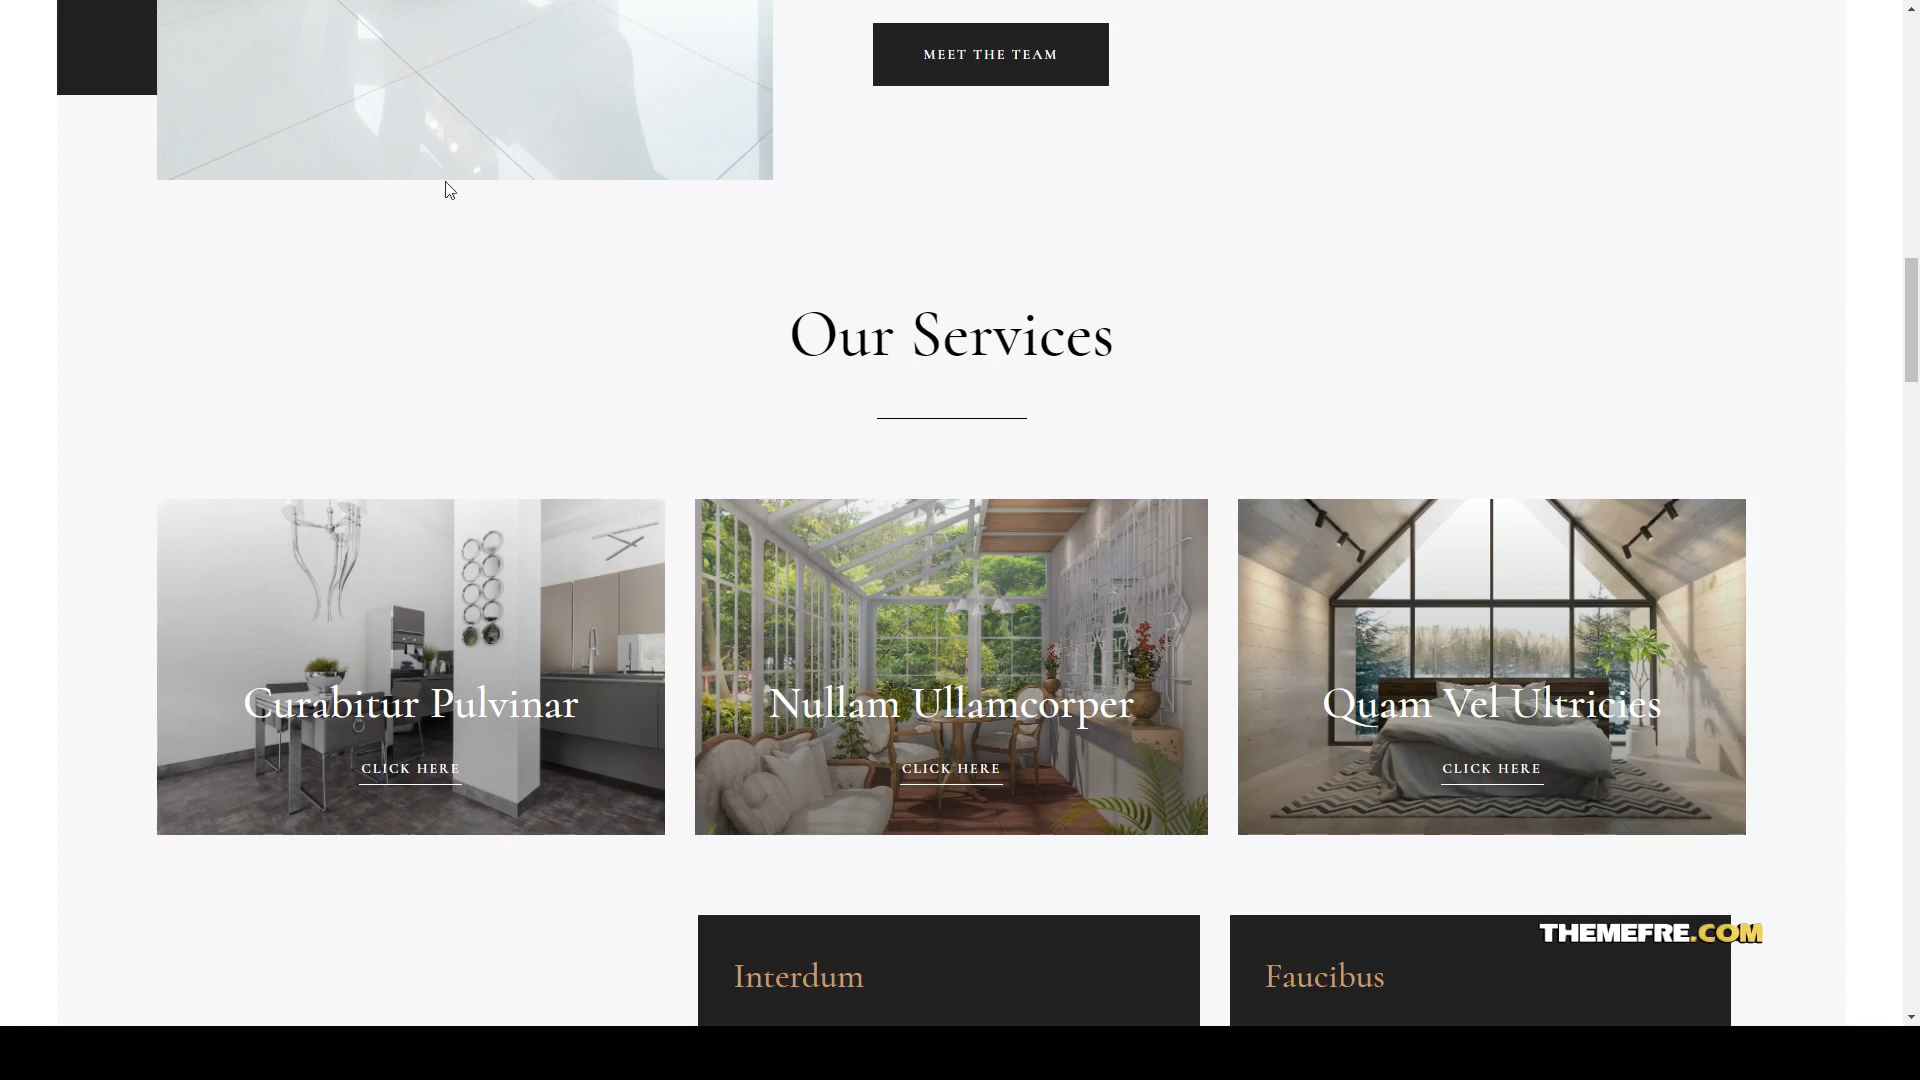 MEET THE TEAM
Our Services
Curabitur Pulvinar
CLICK HERE
Nullam Ullamcorper
CLICK HERE
Quam Vel Ultricies
CLICK HERE
Interdum
Faucibus
THEMEFRE.COM